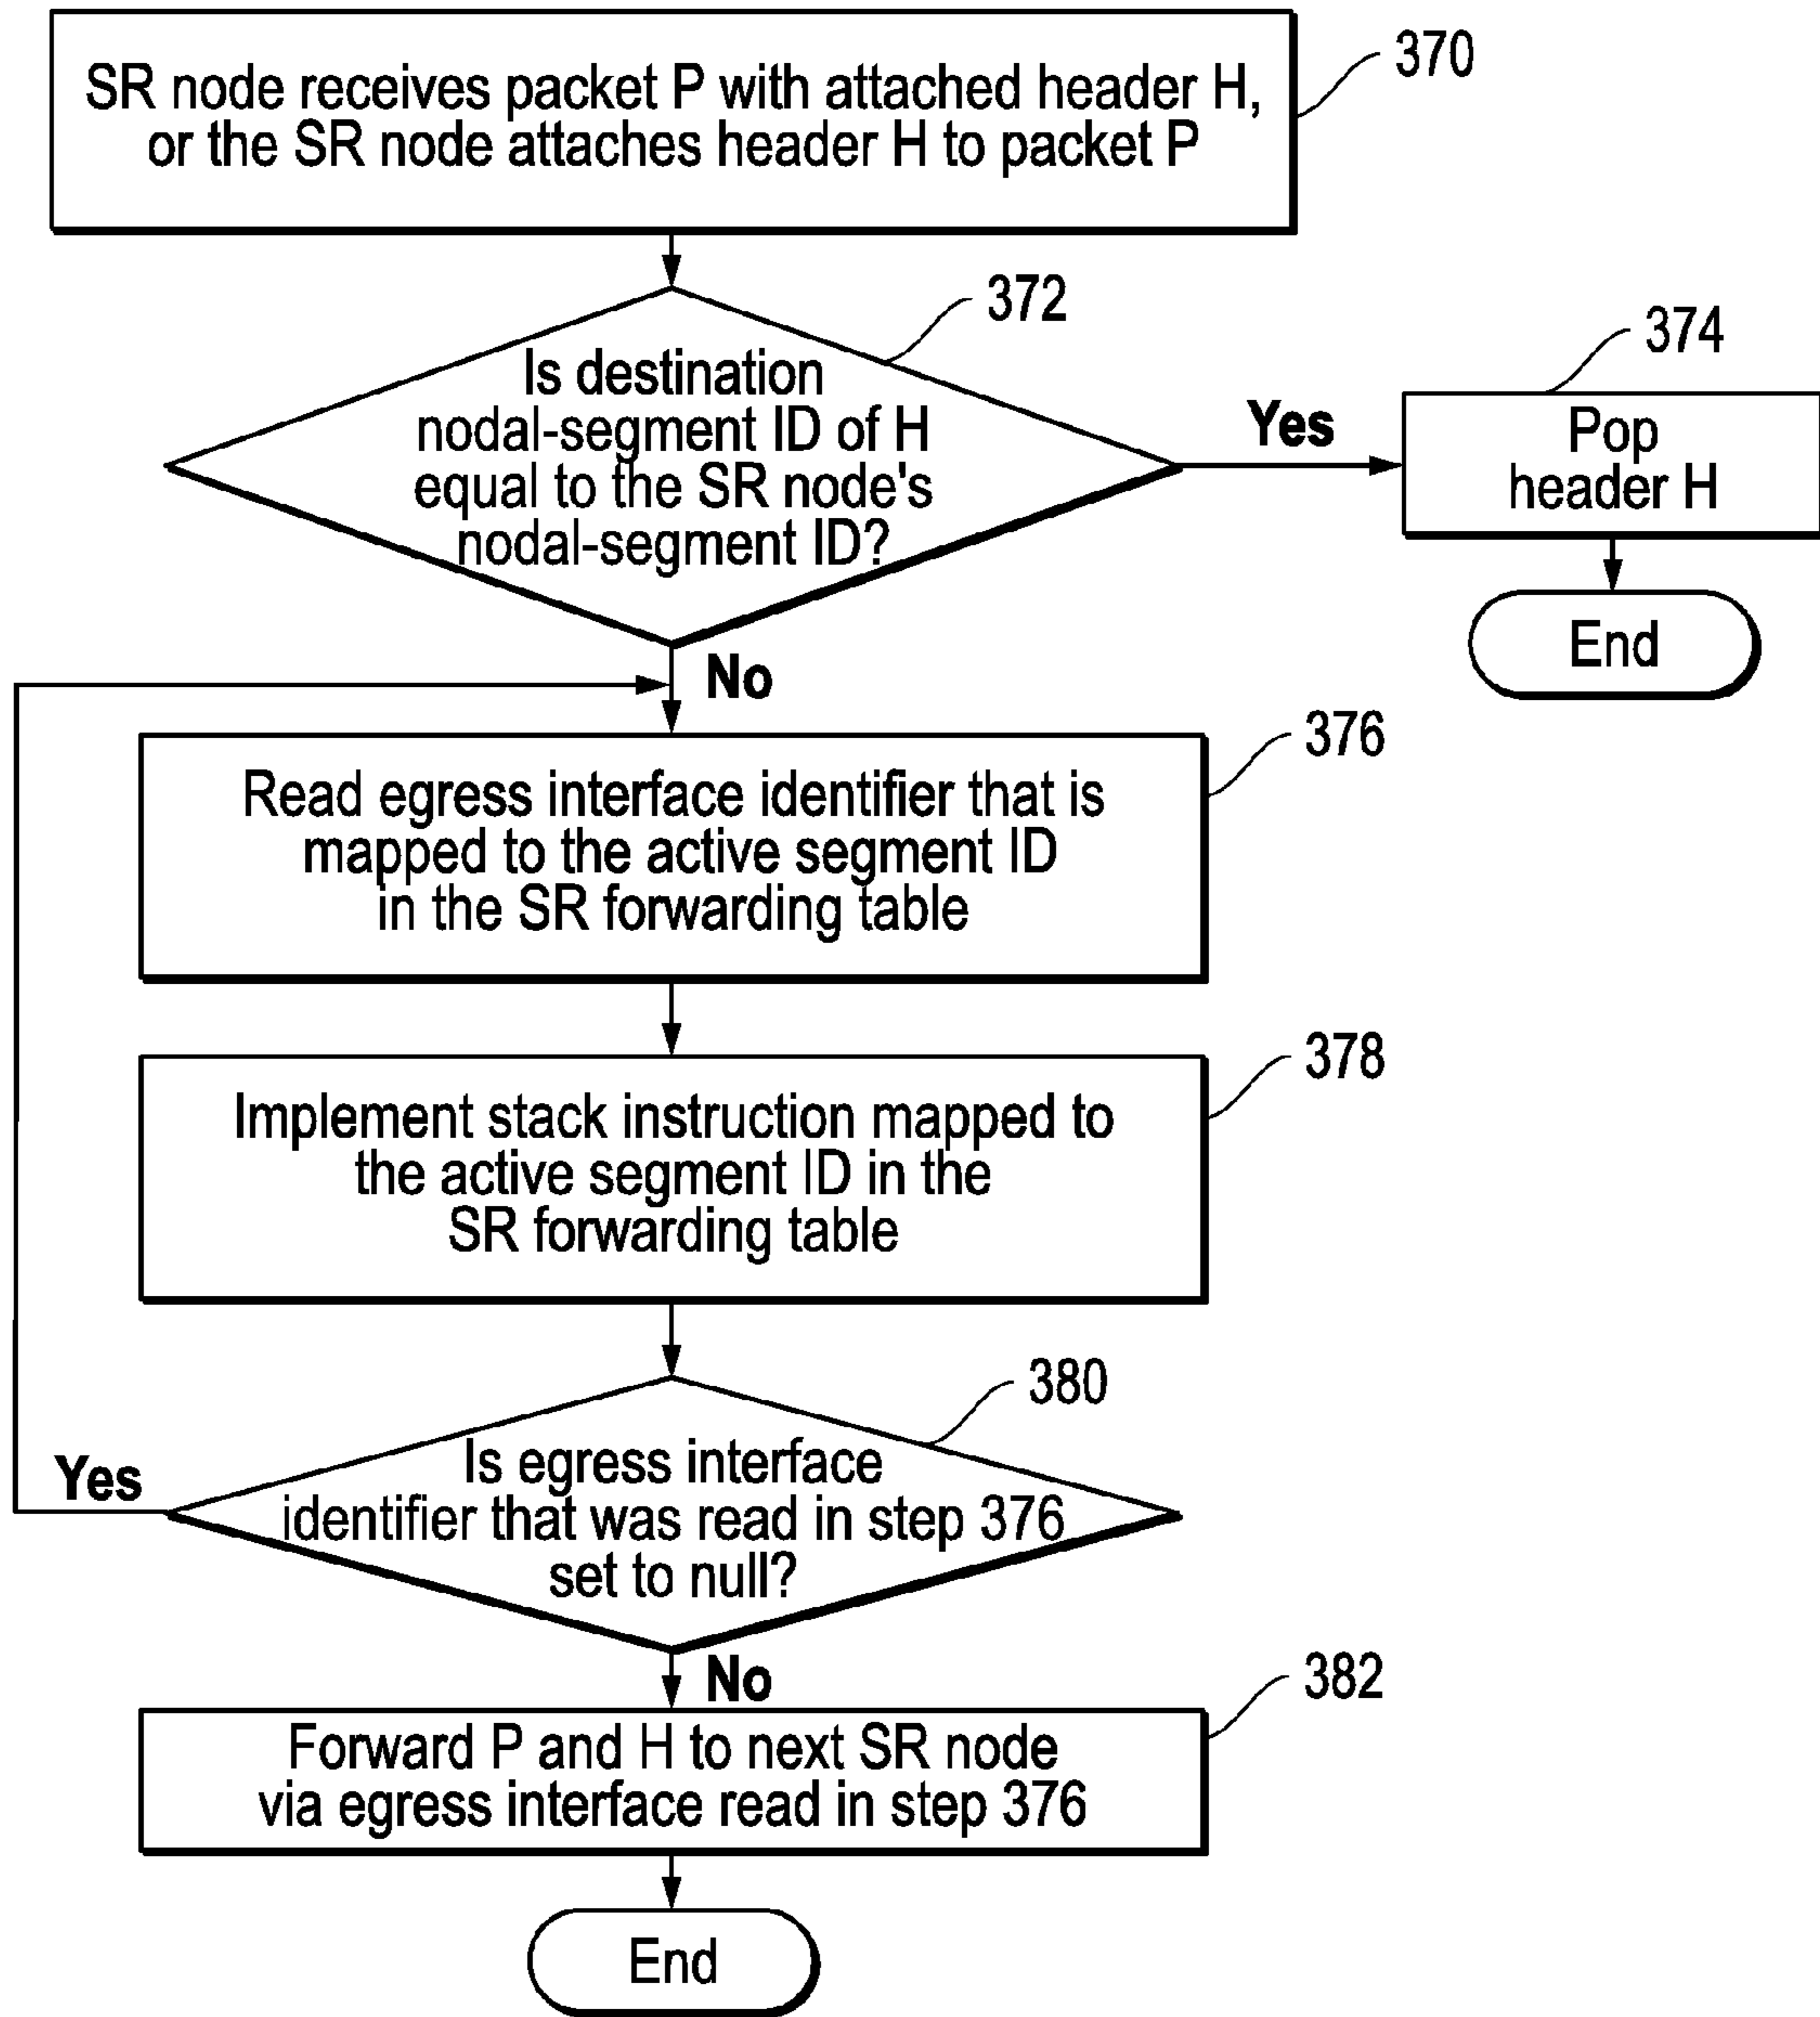 SR node receives packet P with attached header H,
or the SR node attaches header H to packet P
370
372
Is destination
nodal-segment ID of H
equal to the SR node's
nodal-segment ID?
Yes
374
Pop
header H
End
No
376
Read egress interface identifier that is
mapped to the active segment ID
in the SR forwarding table
378
Implement stack instruction mapped to
the active segment ID in the
SR forwarding table
380
Is egress interface
identifier that was read in step 376
set to null?
Yes
No
382
Forward P and H to next SR node
via egress interface read in step 376
End